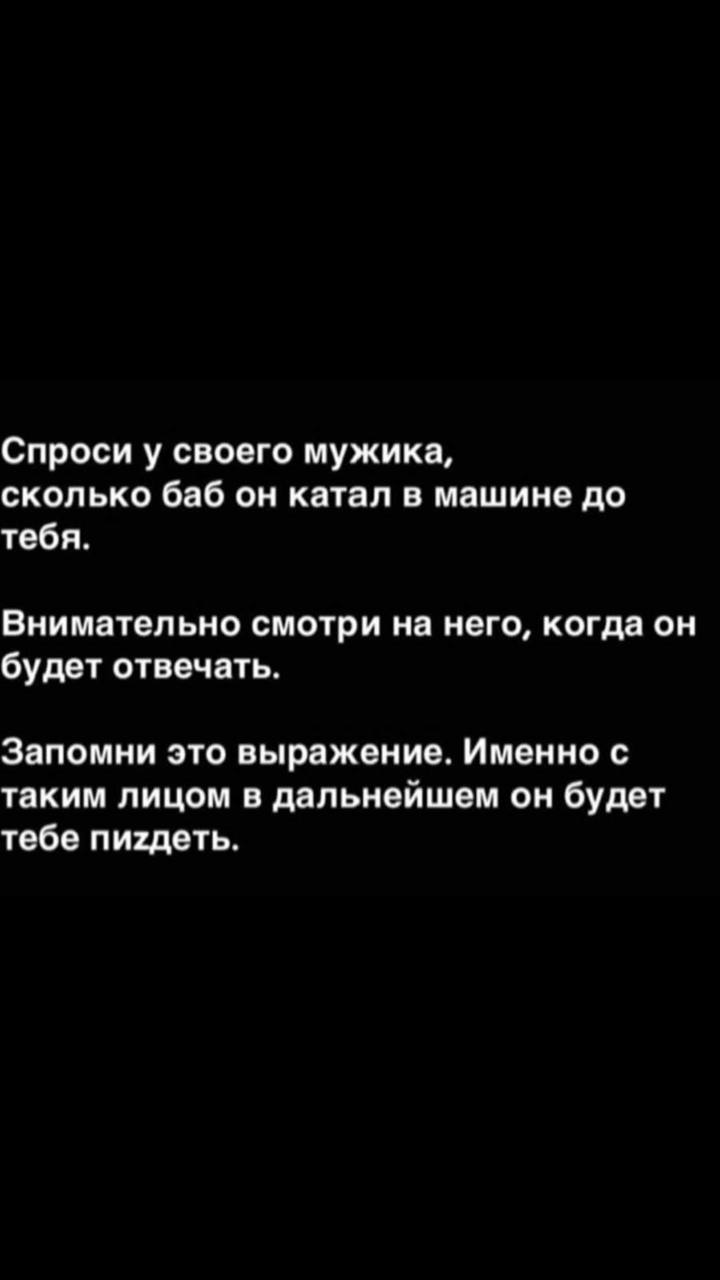 Спроси у своего мужика,
сколько баб он катал в машине до
тебя.
Внимательно смотри на него, когда он
будет отвечать.
Запомни это выражение. Именно с
таким лицом в дальнейшем он будет
тебе пиzдеть.